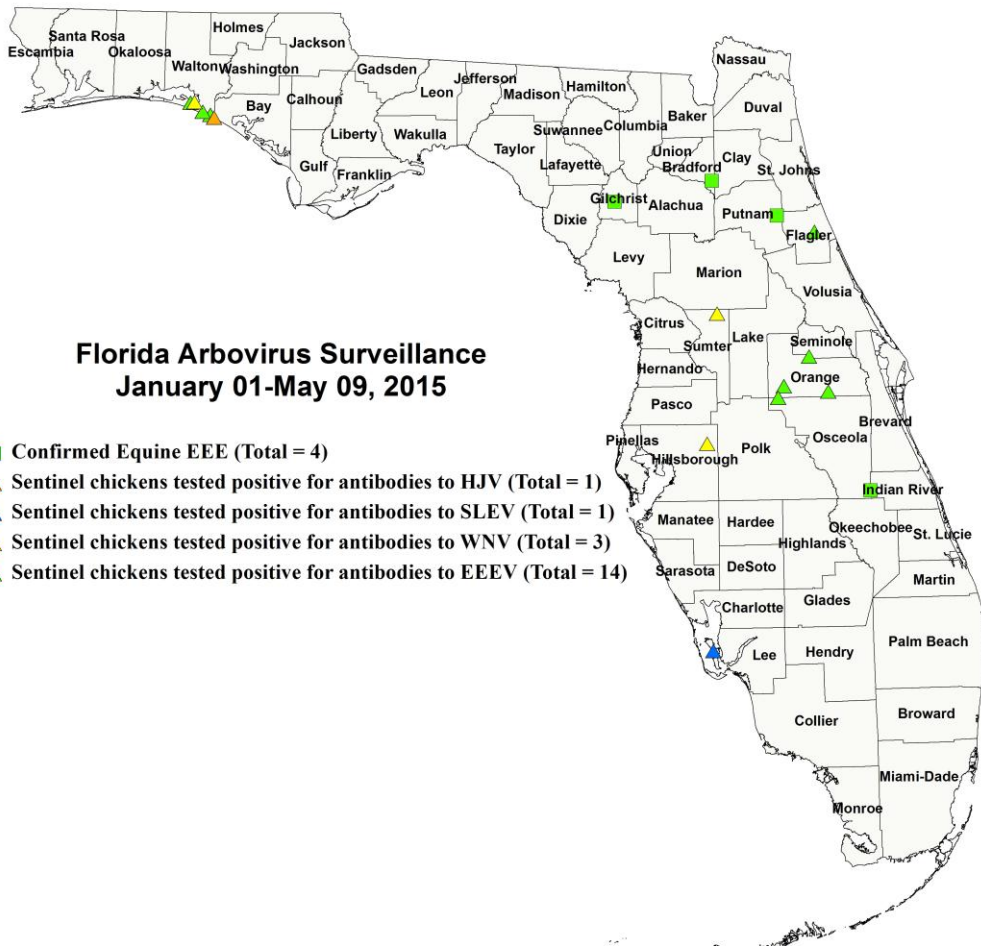 Holmes
Santa Rosa
Jackson
Escambia
Okaloosa
Walton
Washington
Nassau
Gadsden
Jefferson
Hamilton
Leon
Madison
Calhoun
Bay
Duval
Baker
Columbia
Suwannee
Liberty
Wakulla
Taylor
Union
Clay
Lafayette
Bradford
St. Johns
Gulf
Franklin
Gilchrist
Alachua
Putnam
Dixie
Flagler
Levy
Marion
Volusia
Citrus
Lake
Seminole
Sumter
Hernando
Orange
Pasco
Brevard
Osceola
Pinellas
Polk
Hillsborough
Indian River
Manatee
Hardee
Okeechobee
St. Lucie
Highlands
Sarasota
DeSoto
Martin
Glades
Charlotte
Palm Beach
Lee
Hendry
Collier
Broward
Miami-Dade
Monroe
Florida Arbovirus Surveillance
January 01-May 09, 2015
Confirmed Equine EEE (Total = 4)
Sentinel chickens tested positive for antibodies to HJV (Total = 1)
Sentinel chickens tested positive for antibodies to SLEV (Total = 1)
Sentinel chickens tested positive for antibodies to WNV (Total = 3)
Sentinel chickens tested positive for antibodies to EEEV (Total = 14)